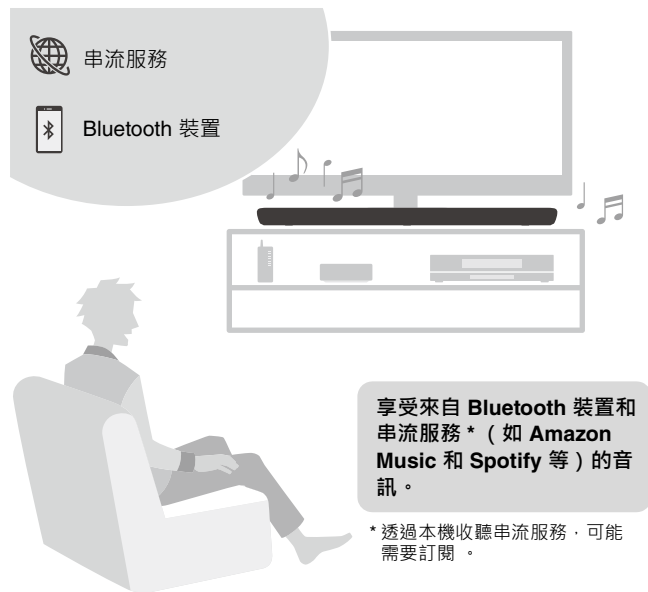 串流服務
Bluetooth 裝置
享受來自 Bluetooth 裝置和
串流服務 * （ 如 Amazon
Music 和 Spotify 等 ) 的音
訊。
* 透過本機收聽串流服務，可能
需要訂閱 。